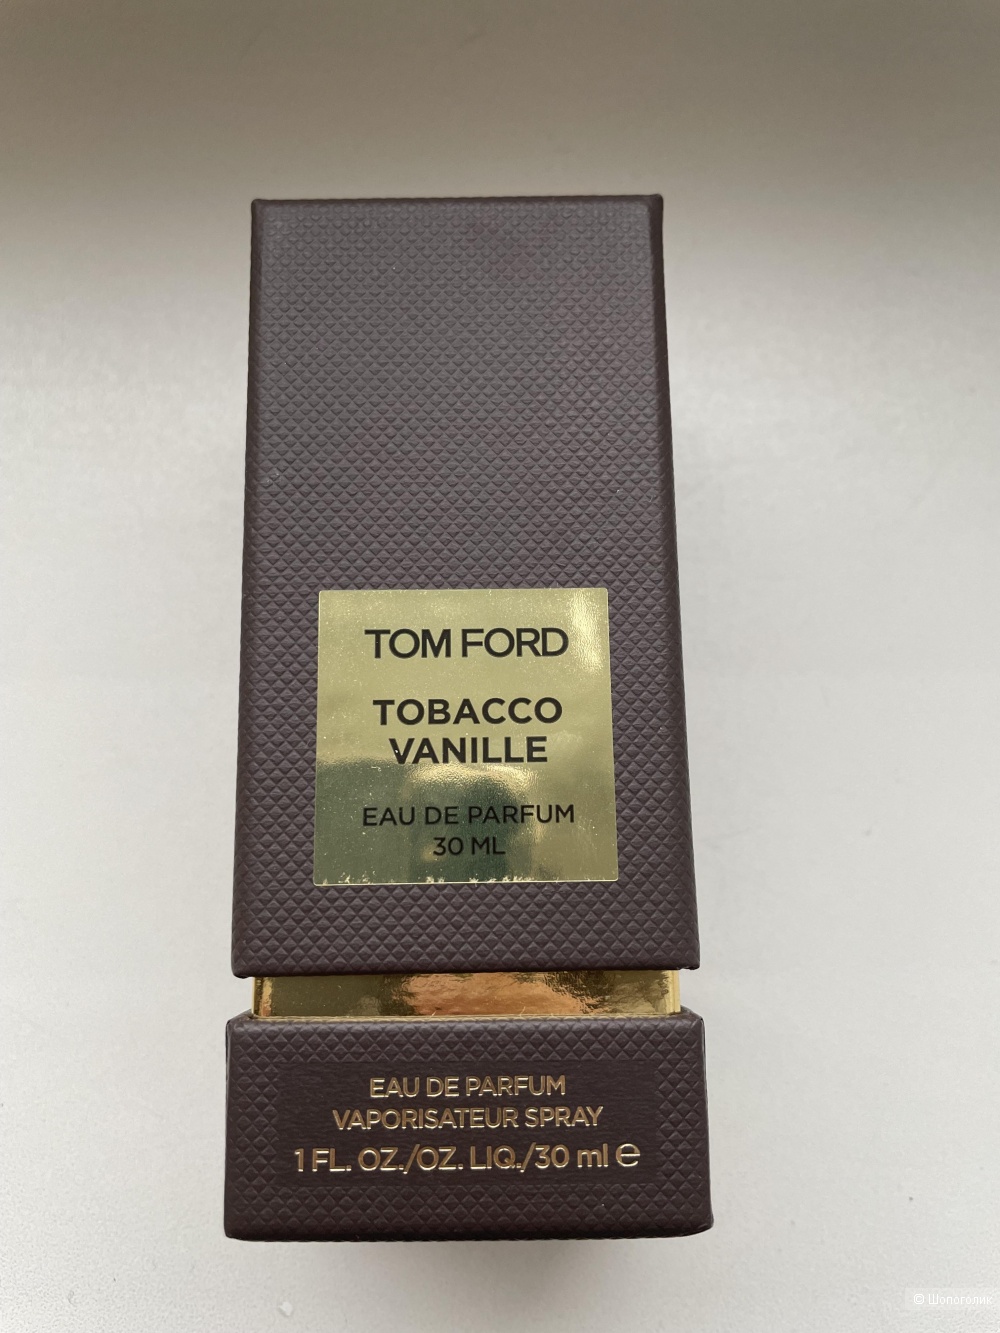 TOM FORD
TOBACCO
VANILLE
EAU DE PARFUM
30 ML
EAU DE PARFUM
VAPORISATEUR SPRAY
1 FL. OZ./OZ. LIQ./30 ml e
© Шопоголик